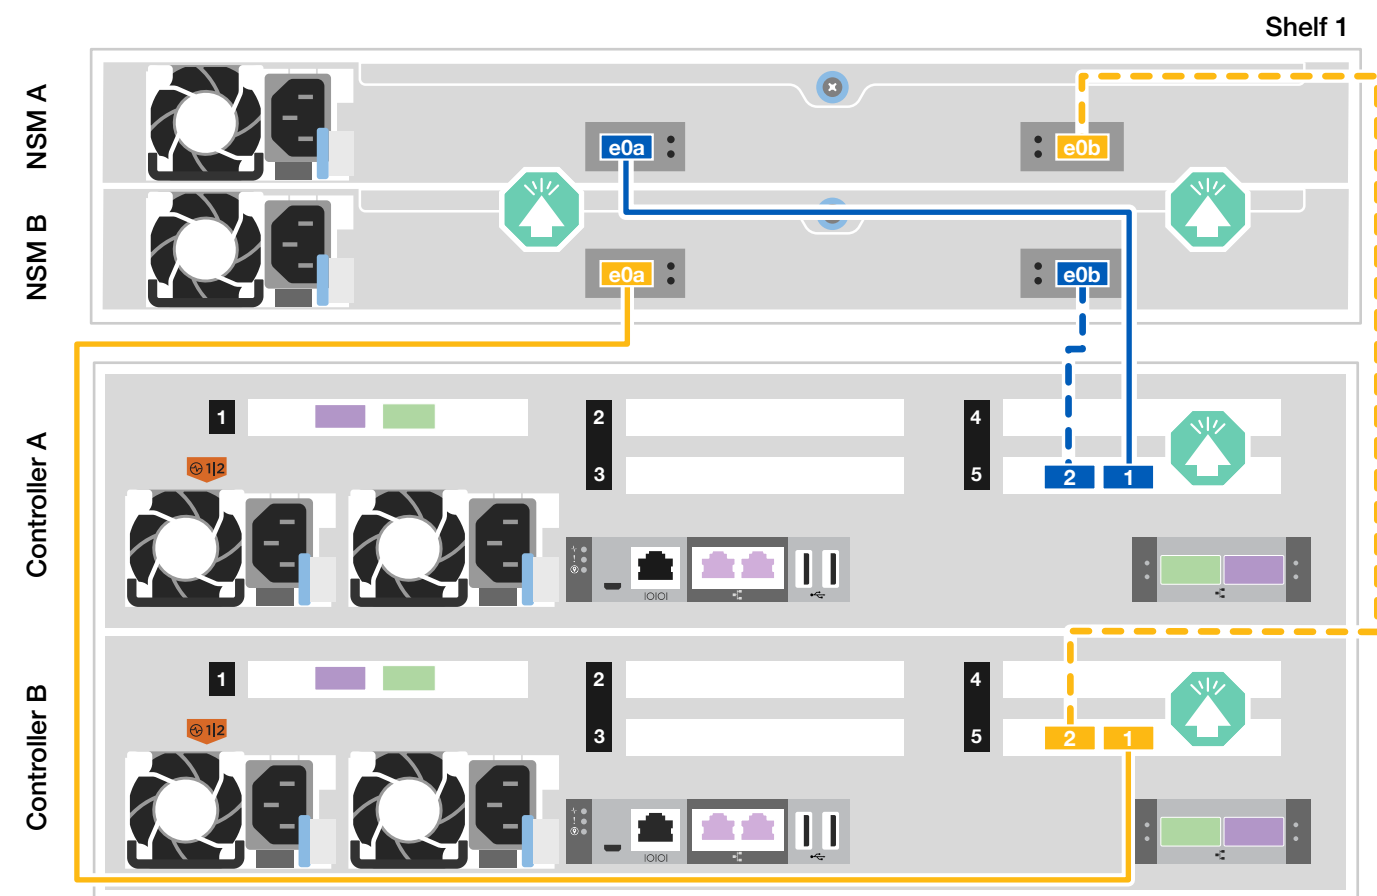 Shelf 1
NSM A
e0a
e0b
NSM B
e0a
e0b
Controller A
1
2
4
3
5
2
1
1|2
IOIOI
Controller B
1
2
4
3
5
2
1
1|2
IOIOI